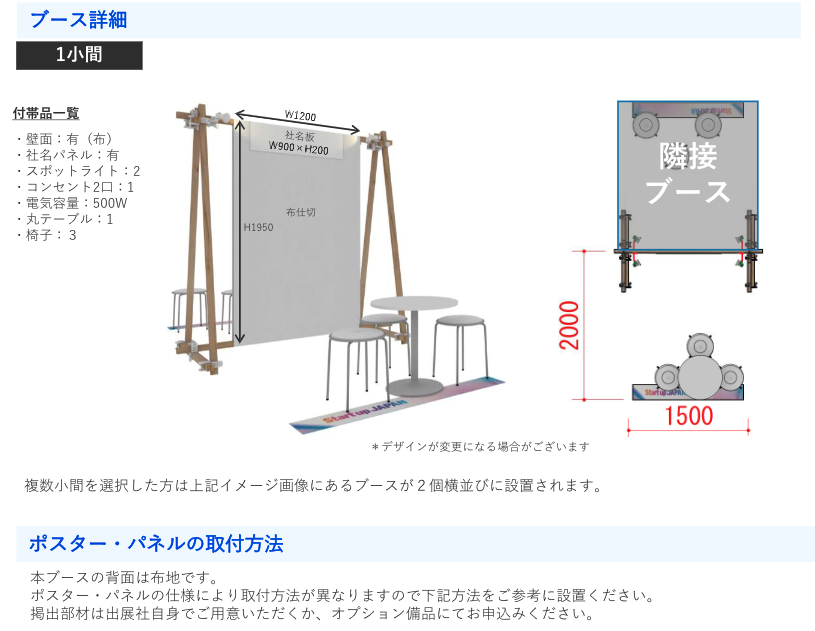 ブース詳細
1小間
付帯品一覧
・壁面：有（布）
・社名パネル：有
・スポットライト：2
・コンセント2口：1
・電気容量：500W
・丸テーブル：1
・椅子：３
W1200
社名板
W900×H200
布仕切
H1950
StartupJAPAN
隣接
ブース
2000
StartupJAPAN
1500
＊デザインが変更になる場合がございます
複数小間を選択した方は上記イメージ画像にあるブースが２個横並びに設置されます。
ポスター・パネルの取付方法
本ブースの背面は布地です。
ポスター・パネルの仕様により取付方法が異なりますので下記方法をご参考に設置ください。
掲出部材は出展社自身でご用意いただくか、オプション備品にてお申込みください。